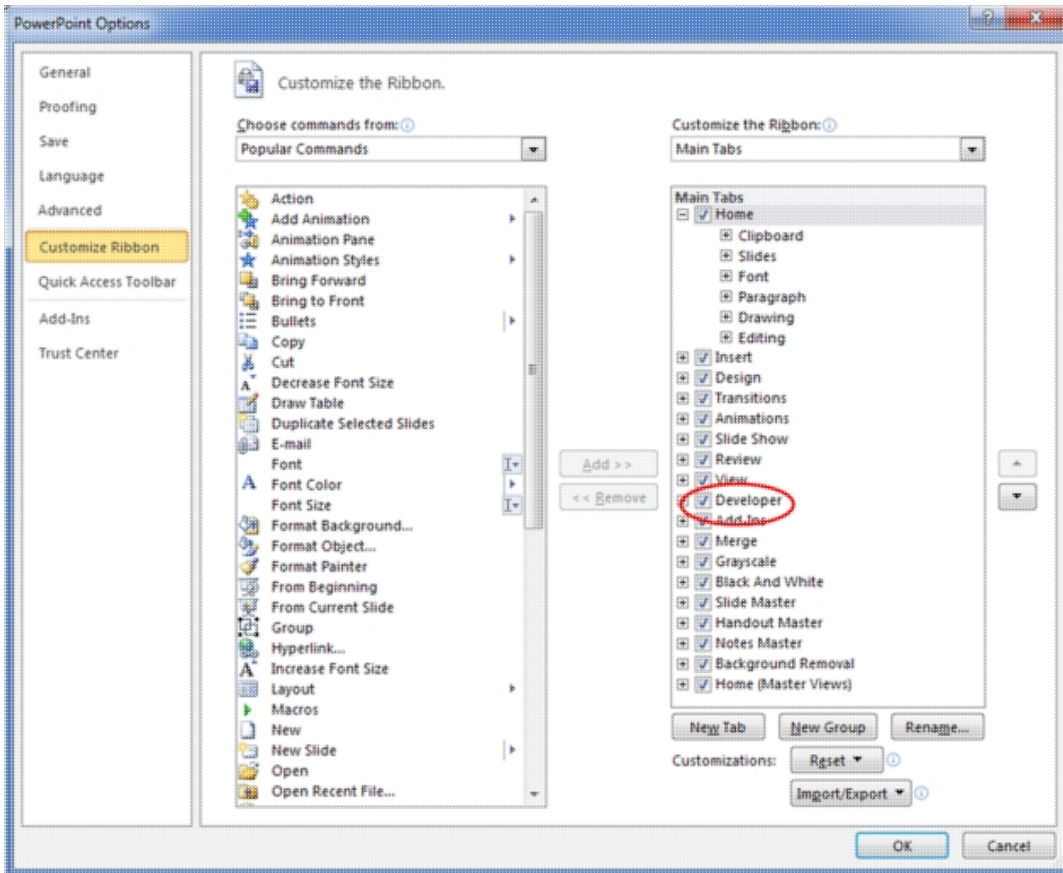 PowerPoint Options
General
Proofing
Save
Language
Advanced
Customize Ribbon
Quick Access Toolbar
Add-Ins
Trust Center
Customize the Ribbon.
Choose commands from:
Popular Commands
Action
Add Animation
Animation Pane
Animation Styles
Bring Forward
Bring to Front
Bullets
Copy
Cut
Decrease Font Size
Draw Table
Duplicate Selected Slides
E-mail
Font
Font Color
Font Size
Format Background...
Format Object...
Format Painter
From Beginning
From Current Slide
Group
Hyperlink...
Increase Font Size
Layout
Macros
New
New Slide
Open
Open Recent File...
Add >>
<< Remove
Customize the Ribbon:
Main Tabs
Main Tabs
Home
Clipboard
Slides
Font
Paragraph
Drawing
Editing
Insert
Design
Transitions
Animations
Slide Show
Review
View
Developer
Add-Ins
Merge
Grayscale
Black And White
Slide Master
Handout Master
Notes Master
Background Removal
Home (Master Views)
New Tab
New Group
Rename...
Customizations:
Reset
Import/Export
OK
Cancel